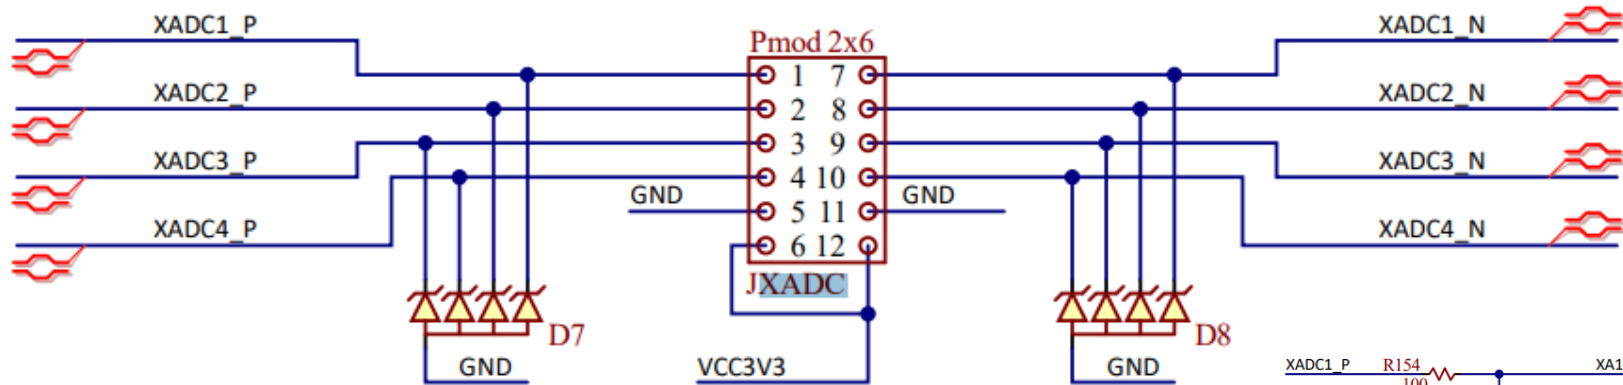 XADC1_P
XADC1_N
Pmod 2x6
1 7
XADC2_P
XADC2_N
2 8
3 9
XADC3_P
XADC3_N
4 10
GND
5 11
GND
XADC4_P
XADC4_N
6 12
JXADC
D7
D8
GND
VCC3V3
GND
XADC1_P
R154
XA1
100